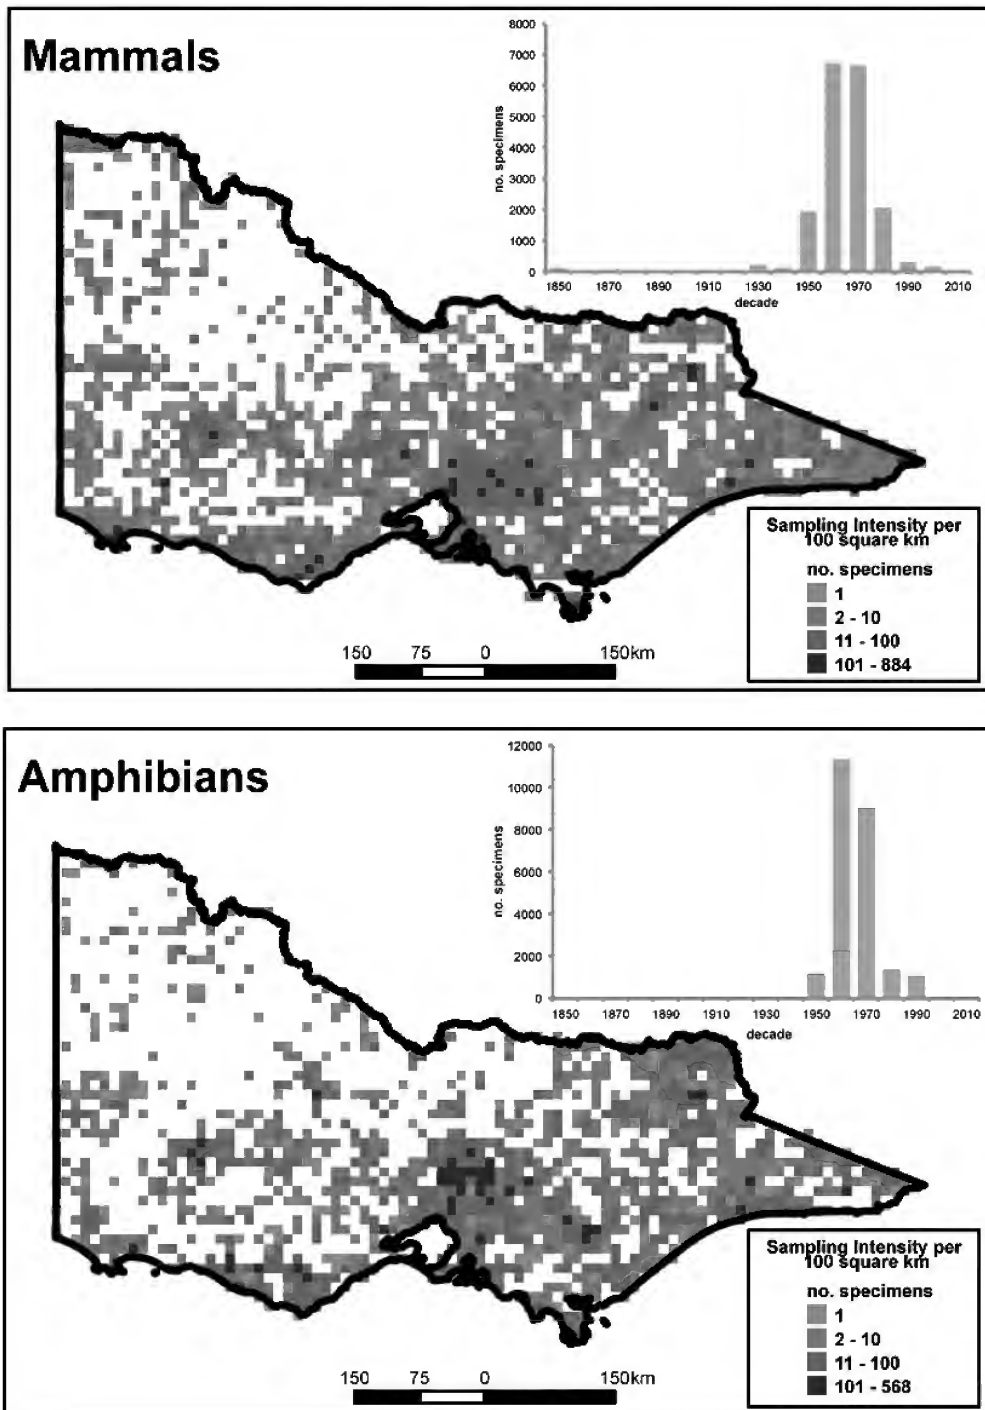 Mammals
8000
7000
6000
5000
4000
3000
2000
1000
0
no. specimens
1850 1870 1890 1910 1930 1950 1970 1990 2010
decade
Sampling Intensity per
100 square km
no. specimens
1
2 - 10
11 - 100
101 - 884
150 75 0 150km
Amphibians
12000
10000
8000
6000
4000
2000
0
no. specimens
1850 1870 1890 1910 1930 1950 1970 1990 2010
decade
Sampling Intensity per
100 square km
no. specimens
1
2 - 10
11 - 100
101 - 568
150 75 0 150km